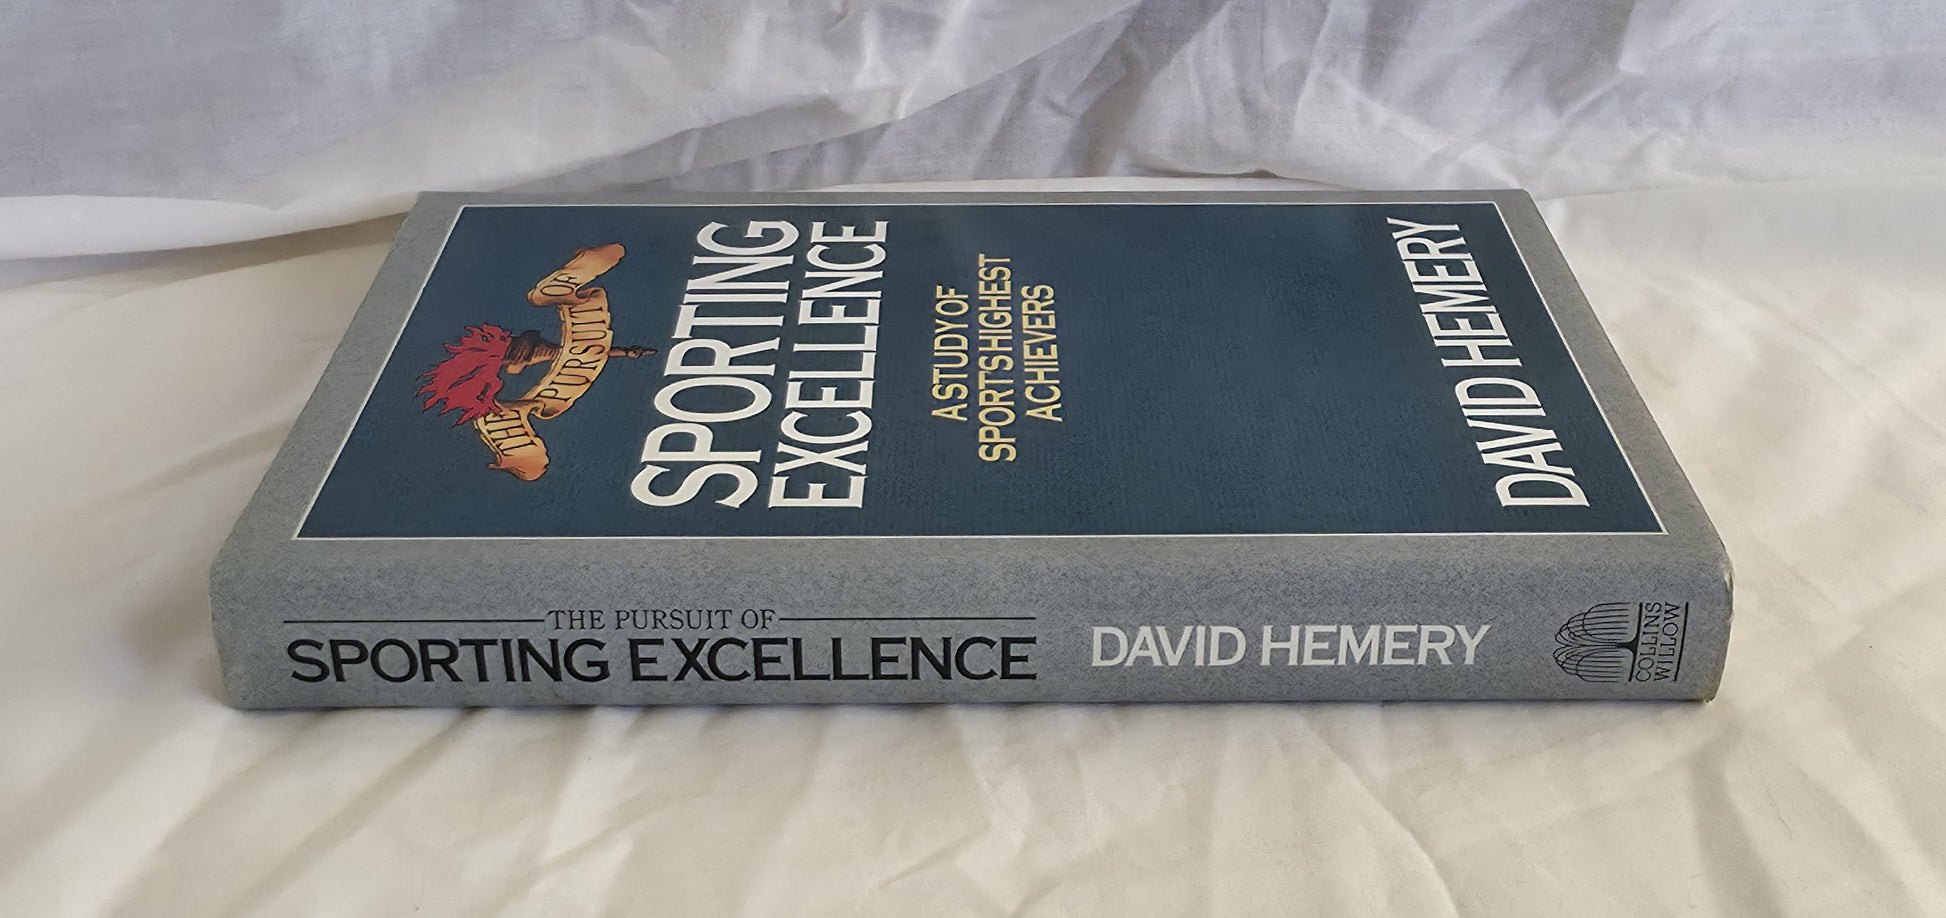 THE PURSUIT OF
SPORTING
EXCELLENCE
A STUDY OF
SPORTS HIGHEST
ACHIEVERS
DAVID HEMERY
THE PURSUIT OF
SPORTING EXCELLENCE
DAVID HEMERY
COLLINS
WILLOW